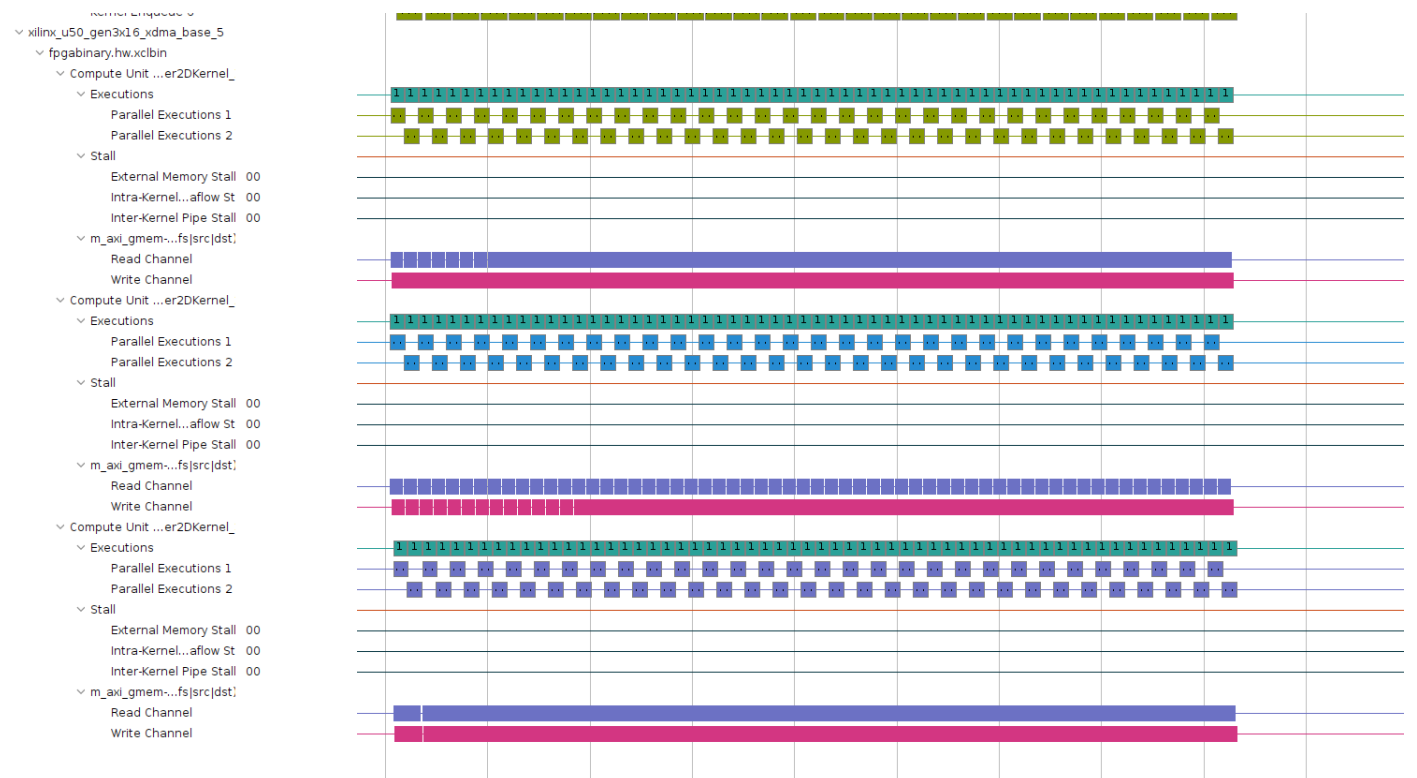 Kernel Enqueue 6
xilinx_u50_gen3x16_xdma_base_5
fpgabinary.hw.xclbin
Compute Unit ...er2DKernel_
Executions
Parallel Executions 1
Parallel Executions 2
Stall
External Memory Stall 00
Intra-Kernel...aflow St 00
Inter-Kernel Pipe Stall 00
m_axi_gmem-...fs|src|dst)
Read Channel
Write Channel
Compute Unit ...er2DKernel_
Executions
Parallel Executions 1
Parallel Executions 2
Stall
External Memory Stall 00
Intra-Kernel...aflow St 00
Inter-Kernel Pipe Stall 00
m_axi_gmem-...fs|src|dst)
Read Channel
Write Channel
Compute Unit ...er2DKernel_
Executions
Parallel Executions 1
Parallel Executions 2
Stall
External Memory Stall 00
Intra-Kernel...aflow St 00
Inter-Kernel Pipe Stall 00
m_axi_gmem-...fs|src|dst)
Read Channel
Write Channel